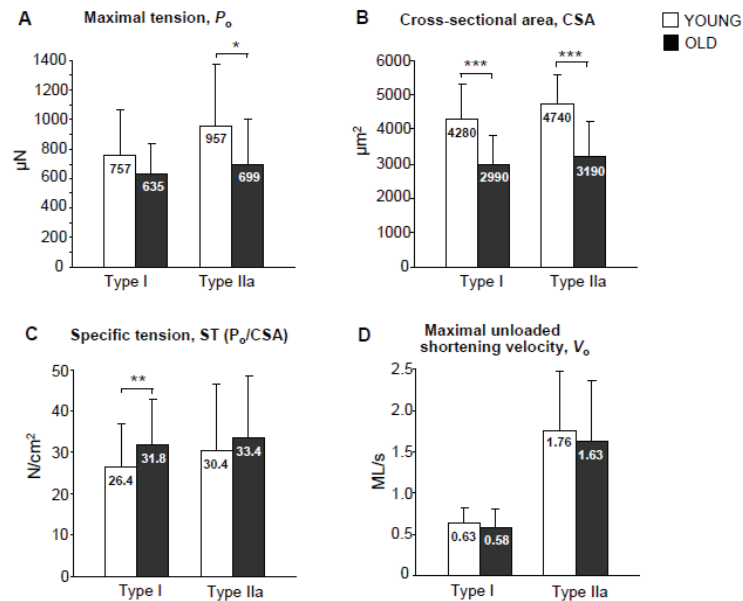 A Maximal tension, Pₒ
*
1400
1200
1000
800
600
400
200
0
µN
757
635
957
699
Type I
Type IIa
B Cross-sectional area, CSA
YOUNG
OLD
***
***
6000
5000
4000
3000
2000
1000
0
µm²
4280
2990
4740
3190
Type I
Type IIa
C Specific tension, ST (Pₒ/CSA)
**
50
40
30
20
10
0
N/cm²
26.4
31.8
30.4
33.4
Type I
Type IIa
D Maximal unloaded
shortening velocity, Vₒ
2.5
2.0
1.5
1.0
0.5
0
ML/s
0.63
0.58
1.76
1.63
Type I
Type IIa